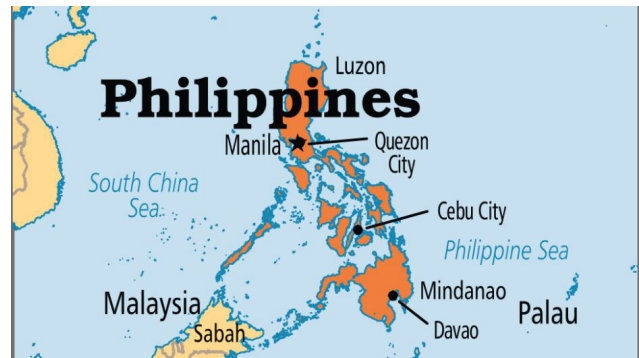 Luzon
Philippines
Manila
Quezon
City
South China
Sea
Cebu City
Philippine Sea
Malaysia
Mindanao
Palau
Sabah
Davao